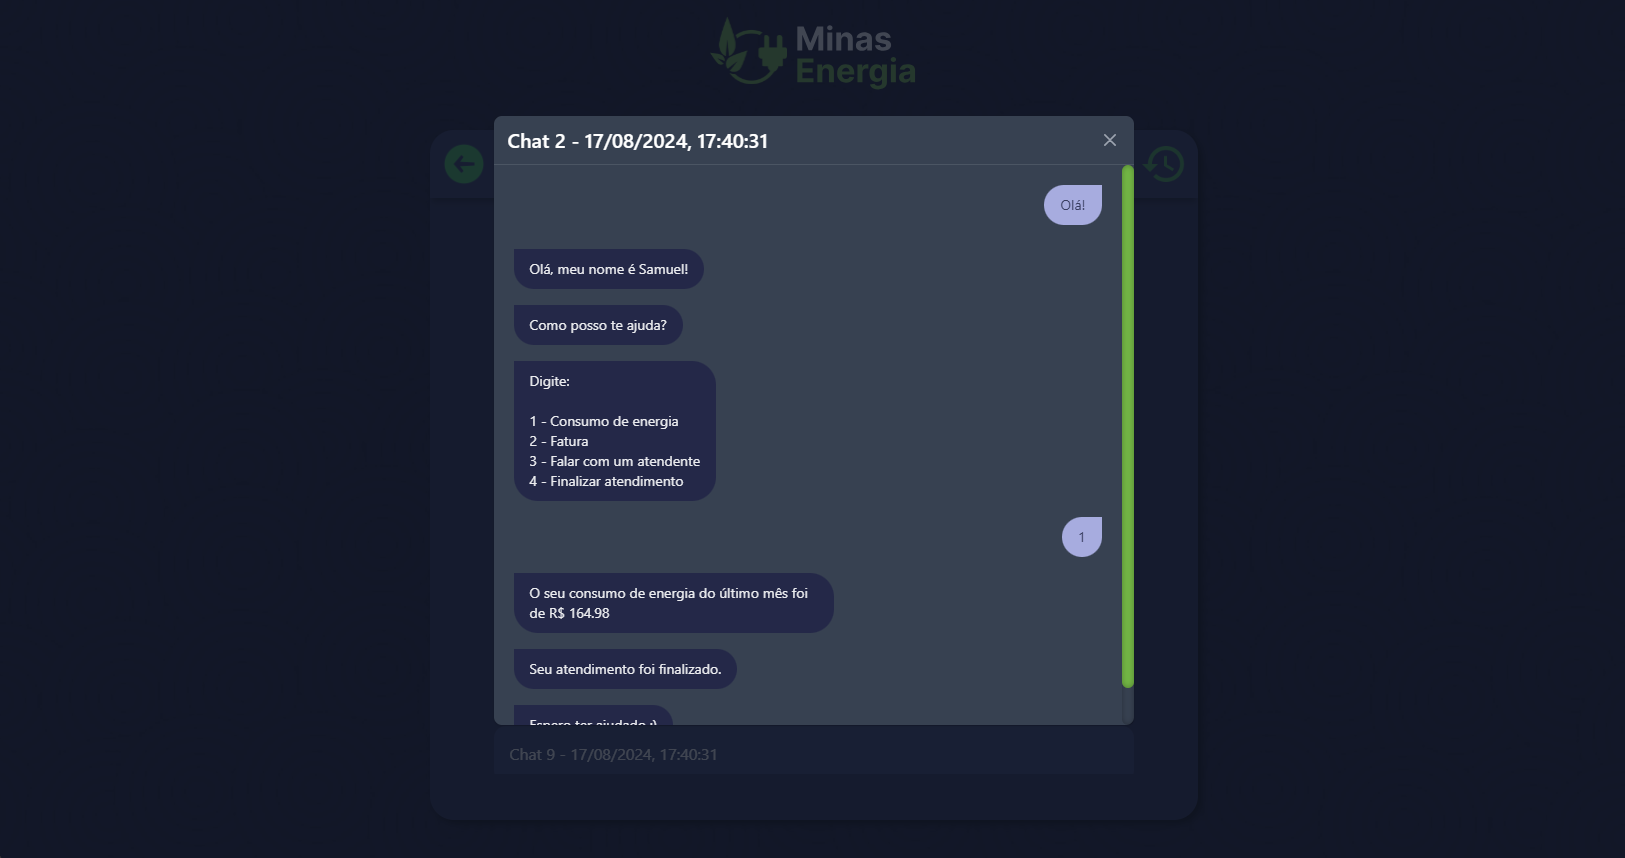 Minas
Energia
Chat 2 - 17/08/2024, 17:40:31
Olá!
Olá, meu nome é Samuel!
Como posso te ajuda?
Digite:
1 - Consumo de energia
2 - Fatura
3 - Falar com um atendente
4 - Finalizar atendimento
1
O seu consumo de energia do último mês foi
de R$ 164.98
Seu atendimento foi finalizado.
Espero ter ajudado :)
Chat 9 - 17/08/2024, 17:40:31